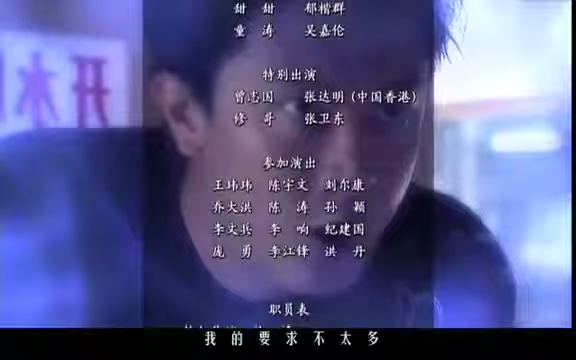 甜 甜 郁楷群
童 涛 吴嘉伦
特别出演
曾志国 张达明(中国香港)
修 哥 张卫东
参加演出
王玮玮 陈宇文 刘尔康
乔大洪 陈 涛 孙 颖
李文兵 李 响 纪建国
庞 勇 李江锋 洪 丹
职员表
我的要求不太多